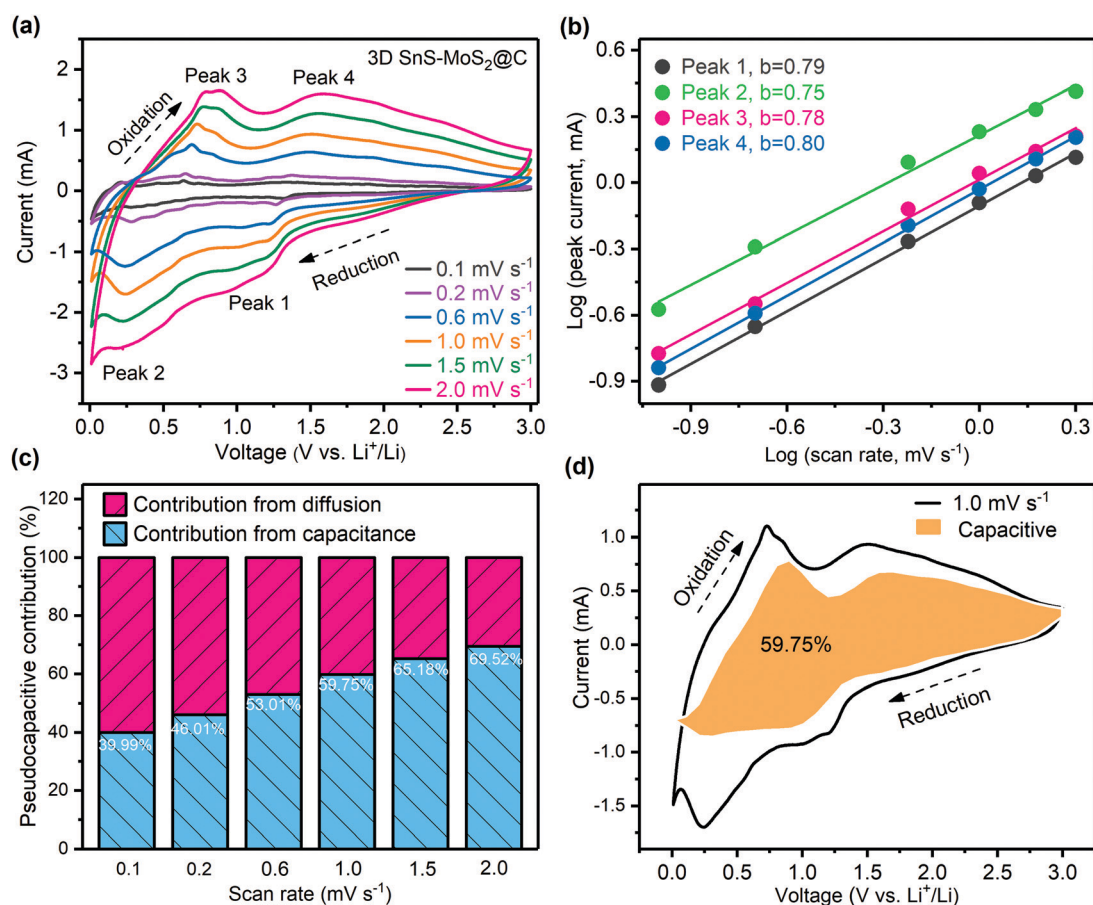 (a)
3D SnS-MoS₂@C
Peak 3
Peak 4
Oxidation
Peak 1
Reduction
Peak 2
0.1 mV s⁻¹
0.2 mV s⁻¹
0.6 mV s⁻¹
1.0 mV s⁻¹
1.5 mV s⁻¹
2.0 mV s⁻¹
Current (mA)
2
1
0
-1
-2
-3
0.0 0.5 1.0 1.5 2.0 2.5 3.0
Voltage (V vs. Li⁺/Li)
(b)
Peak 1, b=0.79
Peak 2, b=0.75
Peak 3, b=0.78
Peak 4, b=0.80
Log (peak current, mA)
0.6
0.3
0.0
-0.3
-0.6
-0.9
-0.9 -0.6 -0.3 0.0 0.3
Log (scan rate, mV s⁻¹)
(c)
Contribution from diffusion
Contribution from capacitance
Pseudocapacitive contribution (%)
120
100
80
60
40
20
0
39.99%
46.01%
53.01%
59.75%
65.18%
69.52%
0.1 0.2 0.6 1.0 1.5 2.0
Scan rate (mV s⁻¹)
(d)
1.0 mV s⁻¹
Capacitive
Oxidation
59.75%
Reduction
Current (mA)
1.0
0.5
0.0
-0.5
-1.0
-1.5
0.0 0.5 1.0 1.5 2.0 2.5 3.0
Voltage (V vs. Li⁺/Li)